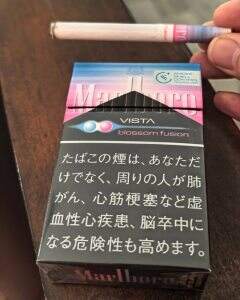 Marlboro
VISTA
blossom fusion
たばこの煙は、あなただ
けでなく、周りの人が肺
がん、心筋梗塞など虚
血性心疾患、脳卒中に
なる危険性も高めます。
Marlboro